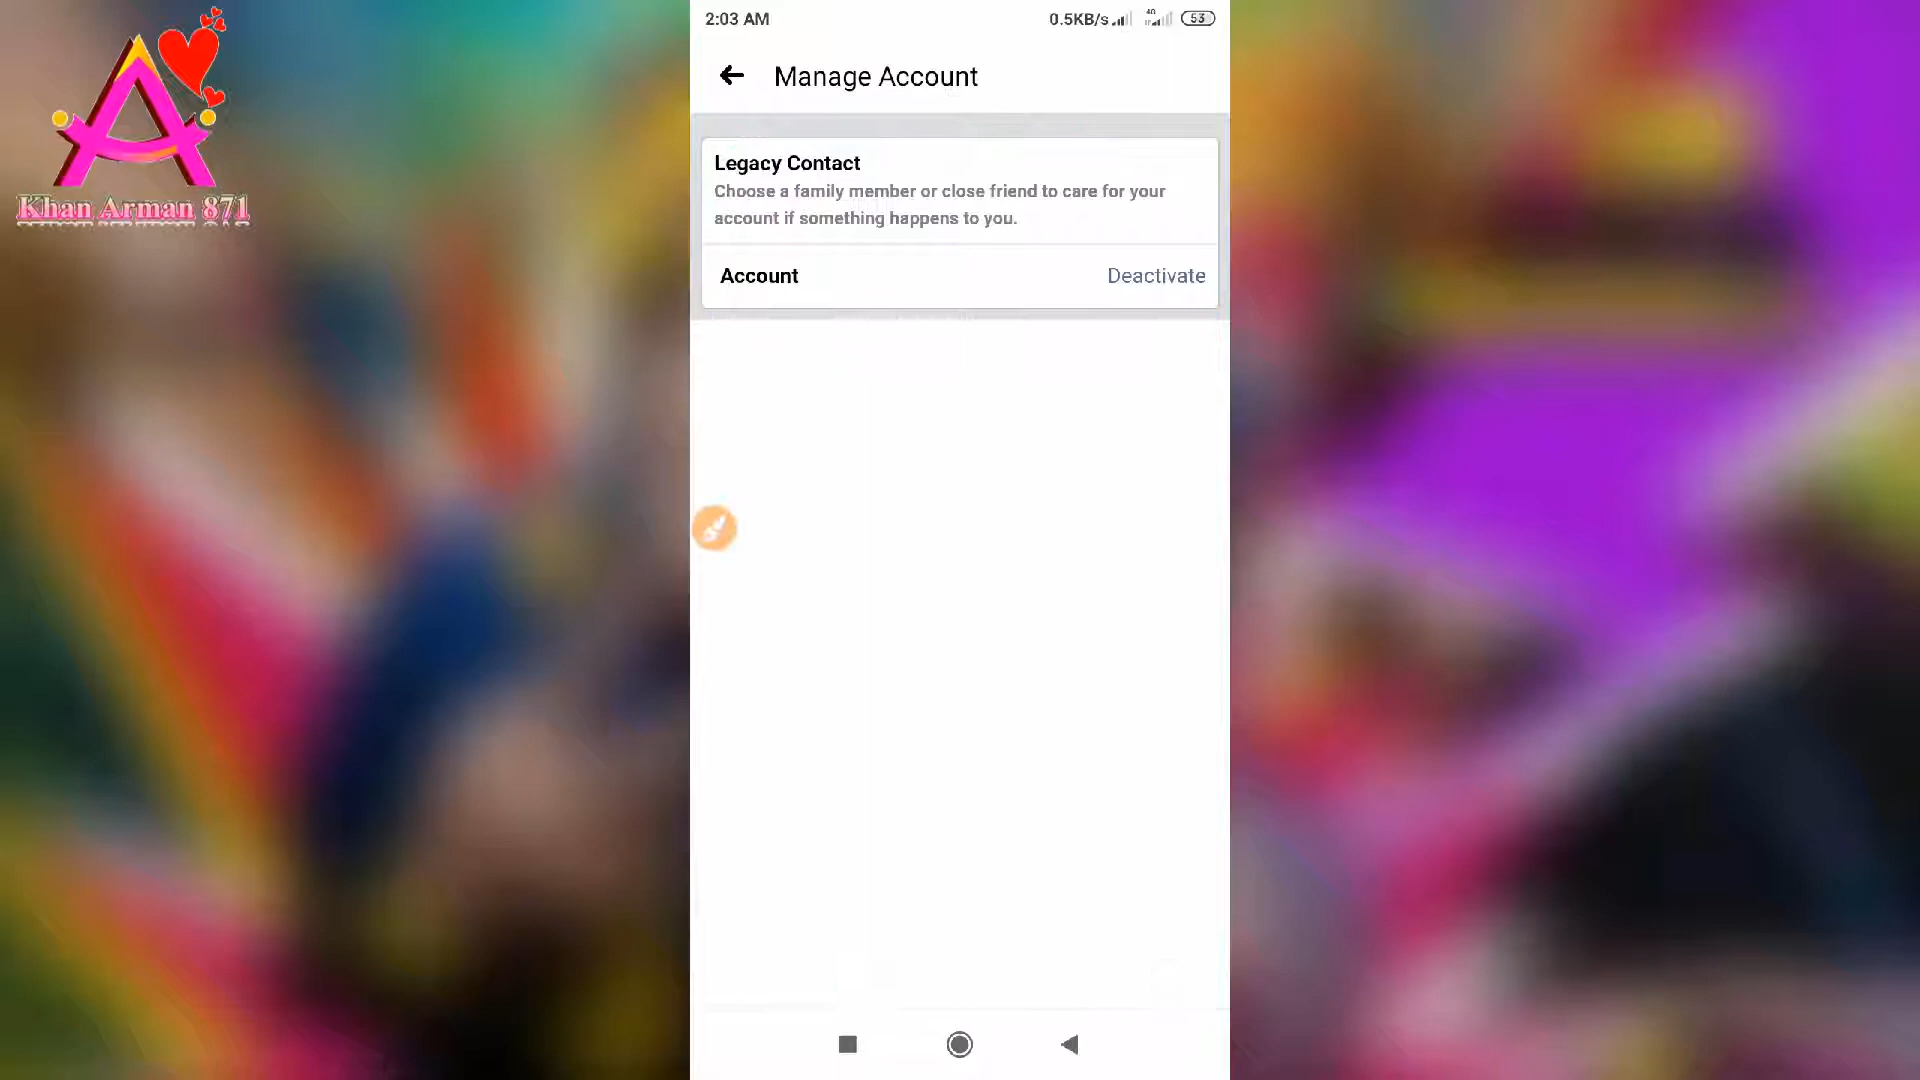 2:03 AM
0.5KB/s
4G
53
Manage Account
Khan Arman 871
Legacy Contact
Choose a family member or close friend to care for your
account if something happens to you.
Account
Deactivate